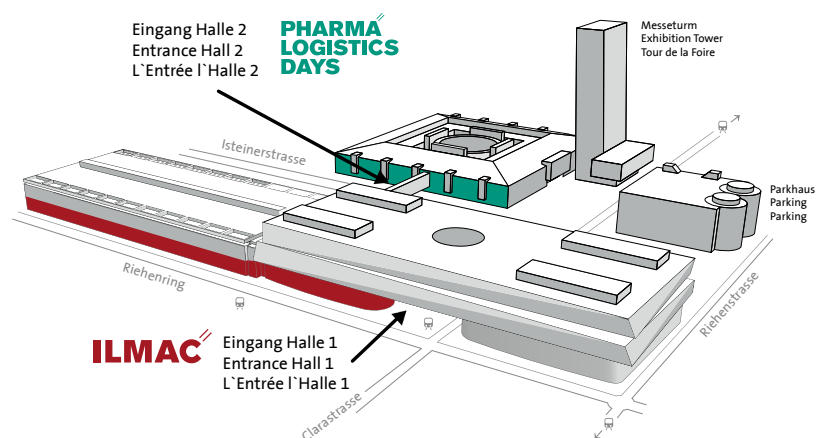 Eingang Halle 2
Entrance Hall 2
L`Entrée l`Halle 2
PHARMA
LOGISTICS
DAYS
Messeturm
Exhibition Tower
Tour de la Foire
Isteinerstrasse
Parkhaus
Parking
Parking
Riehenring
Riehenstrasse
ILMAC
Eingang Halle 1
Entrance Hall 1
L`Entrée l`Halle 1
Clarastrasse